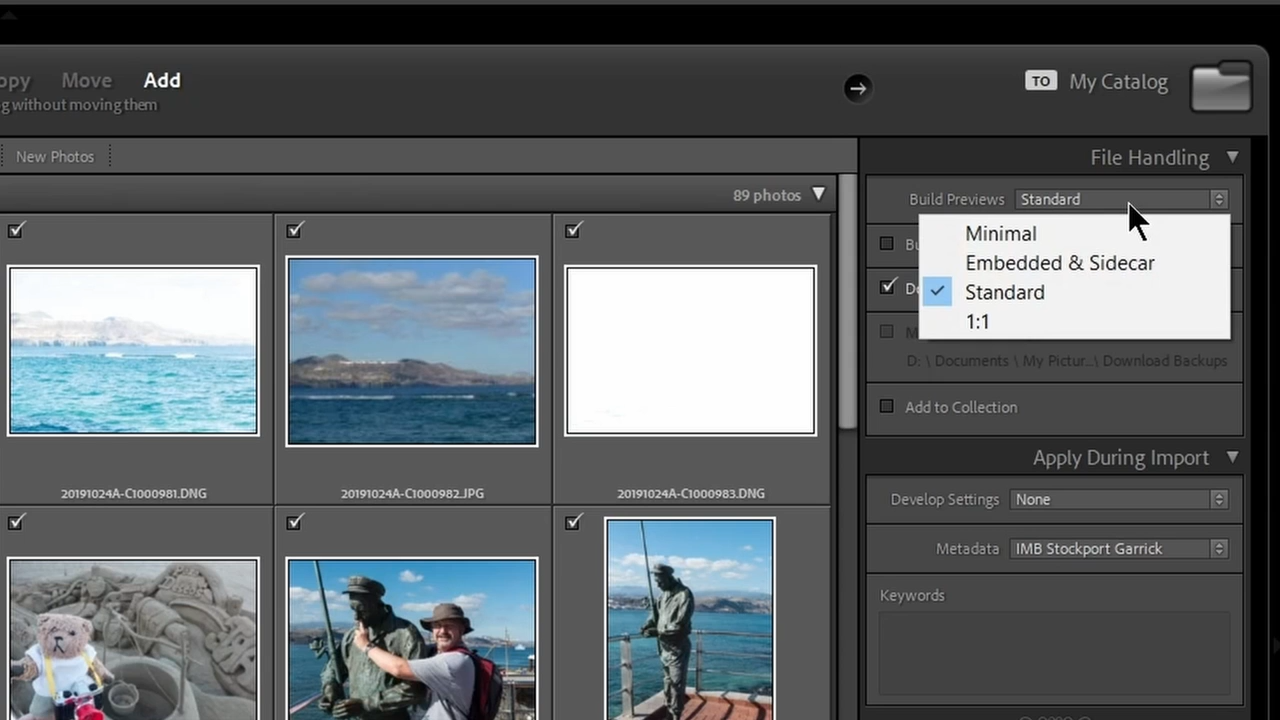 Move Add
g without moving them
TO My Catalog
New Photos
File Handling
89 photos
Build Previews Standard
Minimal
Embedded & Sidecar
Standard
1:1
D: \ Documents \ My Pictur...\ Download Backups
Add to Collection
20191024A-C1000981.DNG
20191024A-C1000982.JPG
20191024A-C1000983.DNG
Apply During Import
Develop Settings None
Metadata IMB Stockport Garrick
Keywords